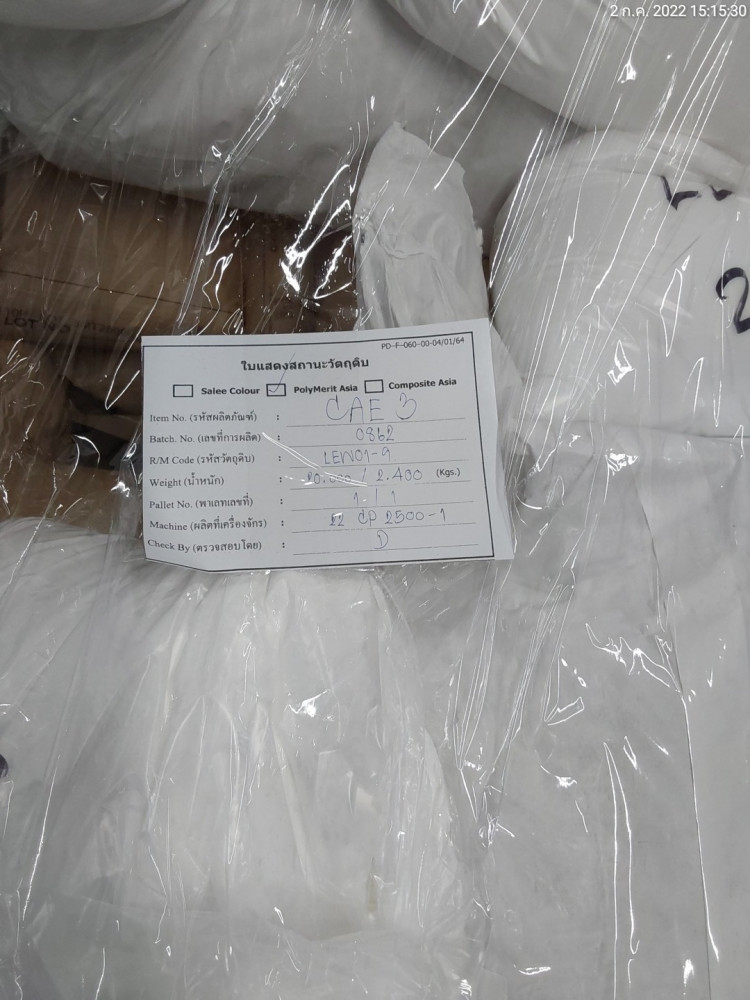 2 ก.ค. 2022 15:15:30
2
PD-F-060-00-04/01/64
ใบแสดงสถานะวัตถุดิบ
Salee Colour PolyMerit Asia Composite Asia
Item No. (รหัสผลิตภัณฑ์) : CAE 3
Batch. No. (เลขที่การผลิต) : 0862
R/M Code (รหัสวัตถุดิบ) : LEW01-9
Weight (น้ำหนัก) : / 2.400 (Kgs.)
Pallet No. (พาเลทเลขที่) : 1 / 1
Machine (ผลิตที่เครื่องจักร) : CP 2500-1
Check By (ตรวจสอบโดย) :